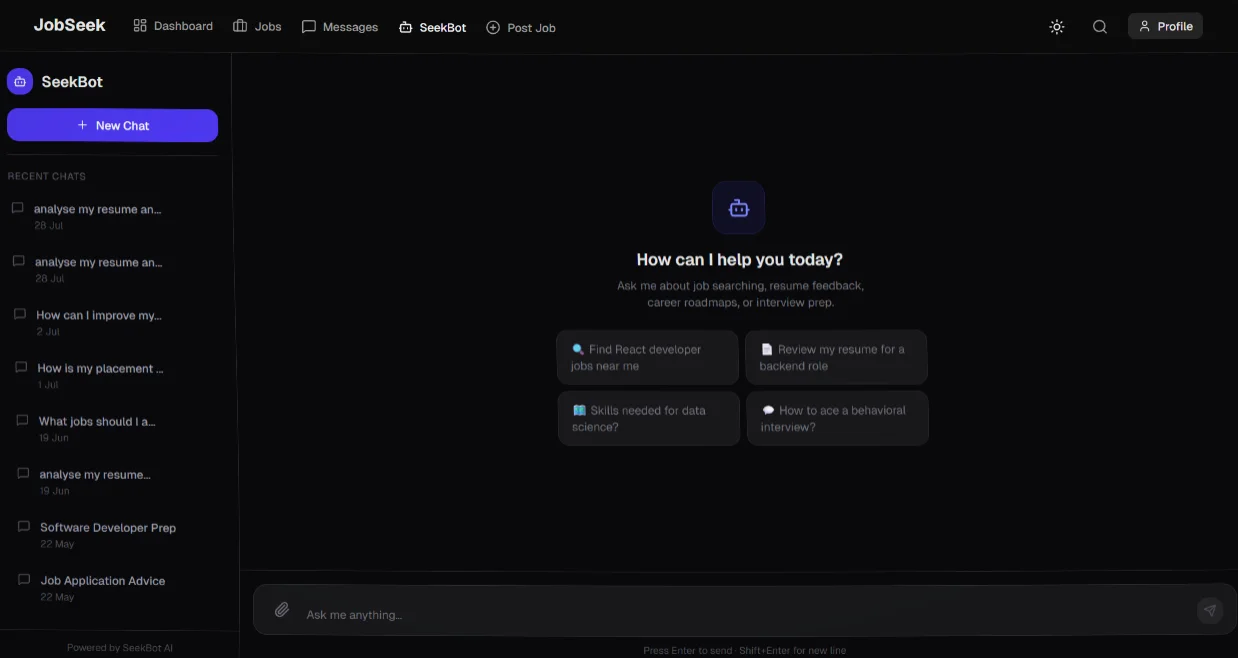 JobSeek
Dashboard
Jobs
Messages
SeekBot
Post Job
Profile
SeekBot
+ New Chat
RECENT CHATS
analyse my resume an...
28 Jul
analyse my resume an...
28 Jul
How can I improve my...
2 Jul
How is my placement ...
1 Jul
What jobs should I a...
19 Jun
analyse my resume...
19 Jun
Software Developer Prep
22 May
Job Application Advice
22 May
Powered by SeekBot AI
How can I help you today?
Ask me about job searching, resume feedback,
career roadmaps, or interview prep.
Find React developer
jobs near me
Review my resume for a
backend role
Skills needed for data
science?
How to ace a behavioral
interview?
Ask me anything...
Press Enter to send · Shift+Enter for new line